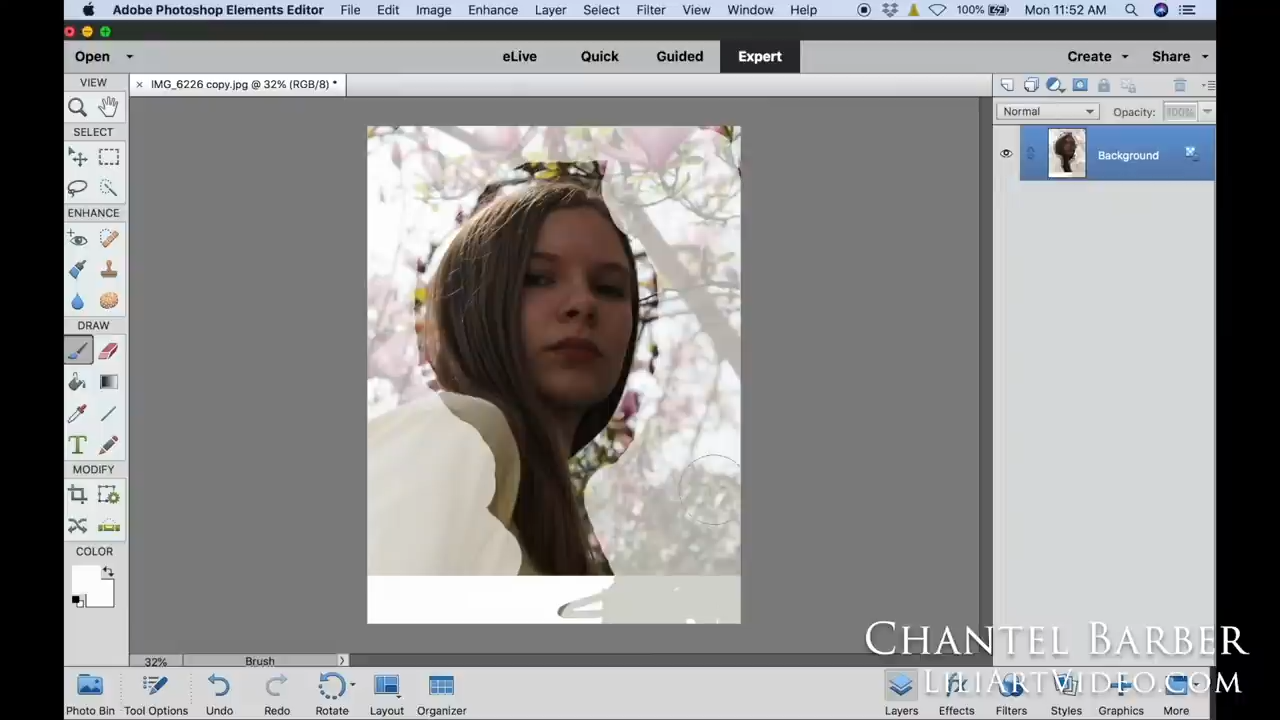 Adobe Photoshop Elements Editor File Edit Image Enhance Layer Select Filter View Window Help 100% Mon 11:52 AM
Open eLive Quick Guided Expert Create Share
VIEW × IMG_6226 copy.jpg @ 32% (RGB/8) *
Normal Opacity: 100%
SELECT
Background
ENHANCE
DRAW
T
MODIFY
COLOR
CHANTEL BARBER
32% Brush
LILIARTVIDEO.COM
Photo Bin Tool Options Undo Redo Rotate Layout Organizer Layers Effects Filters Styles Graphics More